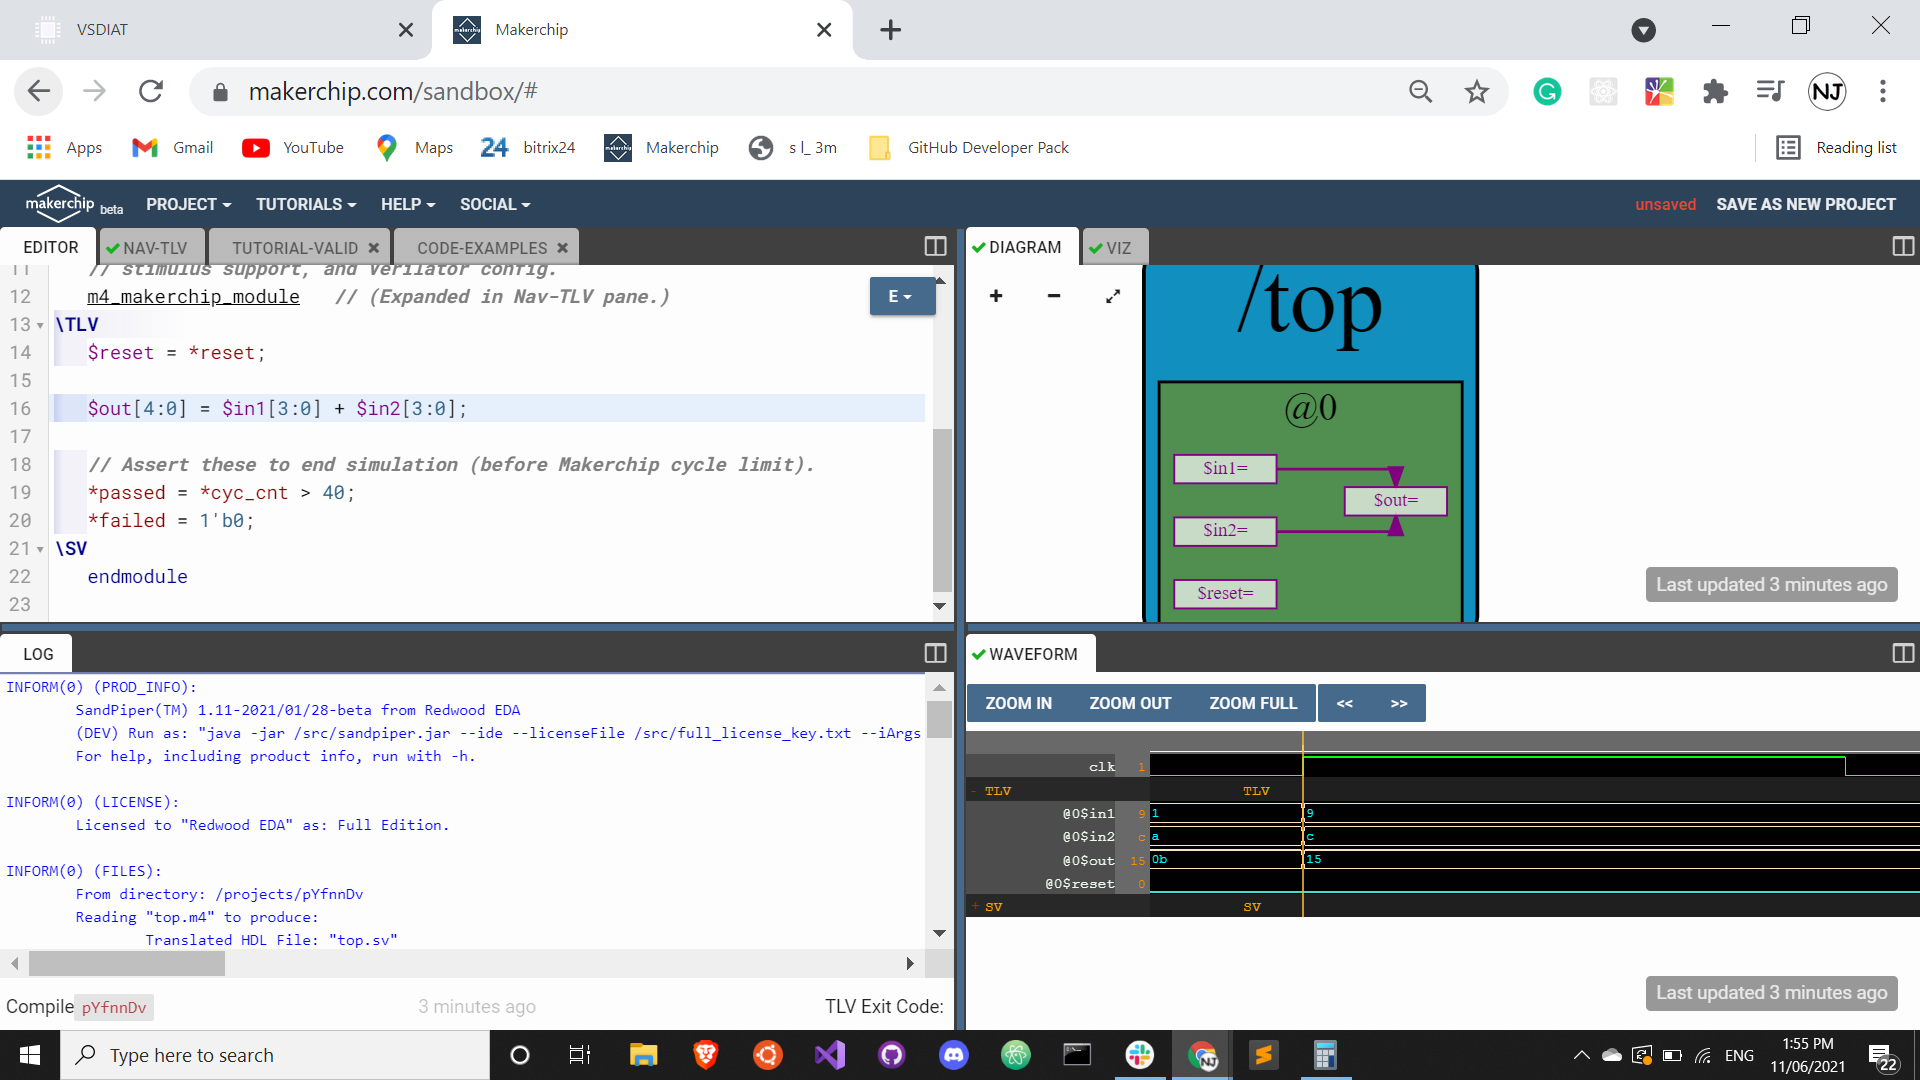 VSDIAT
Makerchip
makerchip.com/sandbox/#
NJ
Apps
Gmail
YouTube
Maps
24 bitrix24
Makerchip
s l_ 3m
GitHub Developer Pack
Reading list
makerchip beta
PROJECT
TUTORIALS
HELP
SOCIAL
unsaved
SAVE AS NEW PROJECT
EDITOR
NAV-TLV
TUTORIAL-VALID
CODE-EXAMPLES
11 // stimulus support, and Verilator config.
12 m4_makerchip_module // (Expanded in Nav-TLV pane.)
13 \TLV
14 $reset = *reset;
15
16 $out[4:0] = $in1[3:0] + $in2[3:0];
17
18 // Assert these to end simulation (before Makerchip cycle limit).
19 *passed = *cyc_cnt > 40;
20 *failed = 1'b0;
21 \SV
22 endmodule
23
E
DIAGRAM
VIZ
+ −
/top
@0
$in1=
$out=
$in2=
$reset=
Last updated 3 minutes ago
LOG
INFORM(0) (PROD_INFO):
SandPiper(TM) 1.11-2021/01/28-beta from Redwood EDA
(DEV) Run as: "java -jar /src/sandpiper.jar --ide --licenseFile /src/full_license_key.txt --iArgs
For help, including product info, run with -h.
INFORM(0) (LICENSE):
Licensed to "Redwood EDA" as: Full Edition.
INFORM(0) (FILES):
From directory: /projects/pYfnnDv
Reading "top.m4" to produce:
Translated HDL File: "top.sv"
Compile pYfnnDv
3 minutes ago
TLV Exit Code:
WAVEFORM
ZOOM IN
ZOOM OUT
ZOOM FULL
<<
>>
clk 1
- TLV TLV
@0$in1 9 1 9
@0$in2 c a c
@0$out 15 0b 15
@0$reset 0
+ SV SV
Last updated 3 minutes ago
Type here to search
NJ
ENG
1:55 PM
11/06/2021
22